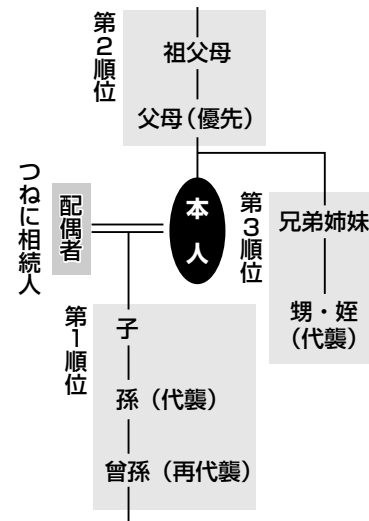 第2順位
祖父母
父母（優先）
つねに相続人
配偶者
本人
第3順位
兄弟姉妹
甥・姪
（代襲）
第1順位
子
孫（代襲）
曾孫（再代襲）